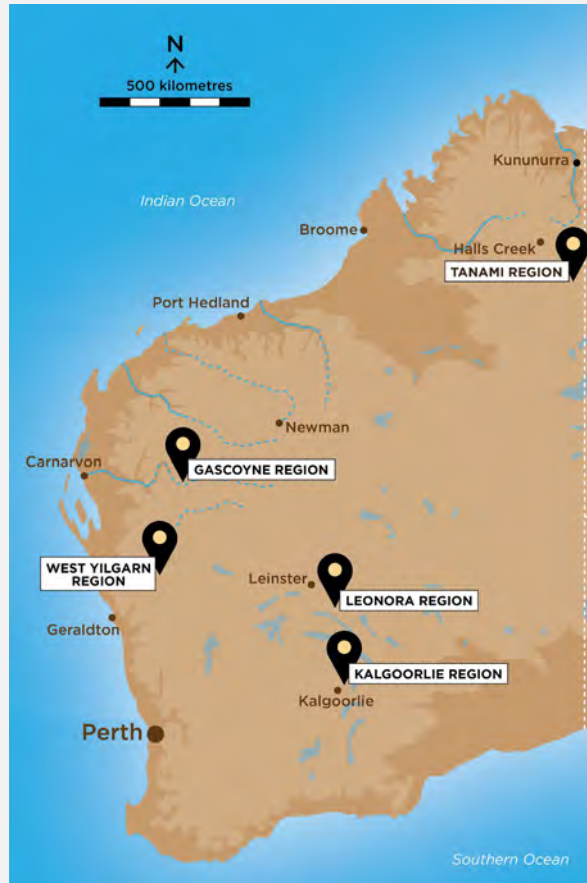 N
500 kilometres
Kununurra
Indian Ocean
Broome
Halls Creek
TANAMI REGION
Port Hedland
Newman
Carnarvon
GASCOYNE REGION
WEST YILGARN
REGION
Leinster
LEONORA REGION
Geraldton
KALGOORLIE REGION
Kalgoorlie
Perth
Southern Ocean